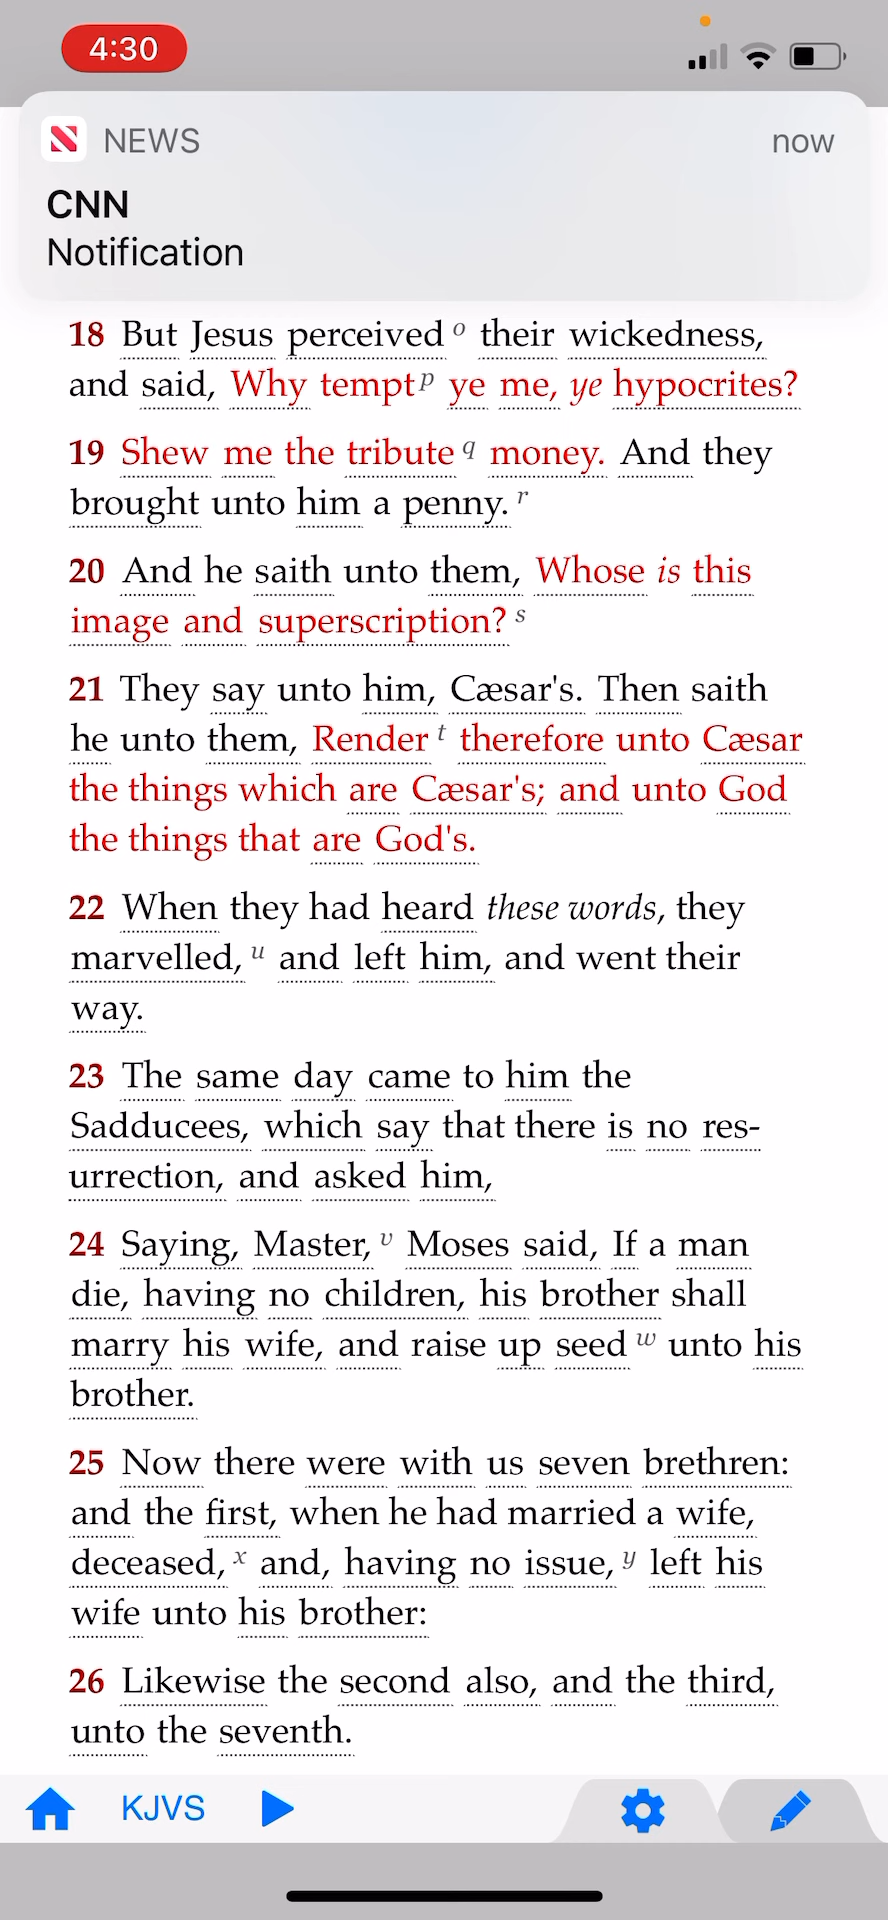 4:30
NEWS
now
CNN
Notification
18 But Jesus perceived o their wickedness,
and said, Why tempt p ye me, ye hypocrites?
19 Shew me the tribute q money. And they
brought unto him a penny. r
20 And he saith unto them, Whose is this
image and superscription? s
21 They say unto him, Cæsar's. Then saith
he unto them, Render t therefore unto Cæsar
the things which are Cæsar's; and unto God
the things that are God's.
22 When they had heard these words, they
marvelled, u and left him, and went their
way.
23 The same day came to him the
Sadducees, which say that there is no res-
urrection, and asked him,
24 Saying, Master, v Moses said, If a man
die, having no children, his brother shall
marry his wife, and raise up seed w unto his
brother.
25 Now there were with us seven brethren:
and the first, when he had married a wife,
deceased, x and, having no issue, y left his
wife unto his brother:
26 Likewise the second also, and the third,
unto the seventh.
KJVS